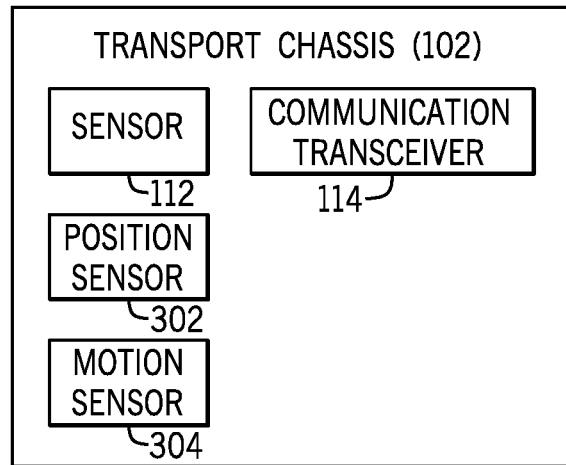 TRANSPORT CHASSIS (102)
SENSOR
112
COMMUNICATION
TRANSCEIVER
114
POSITION
SENSOR
302
MOTION
SENSOR
304